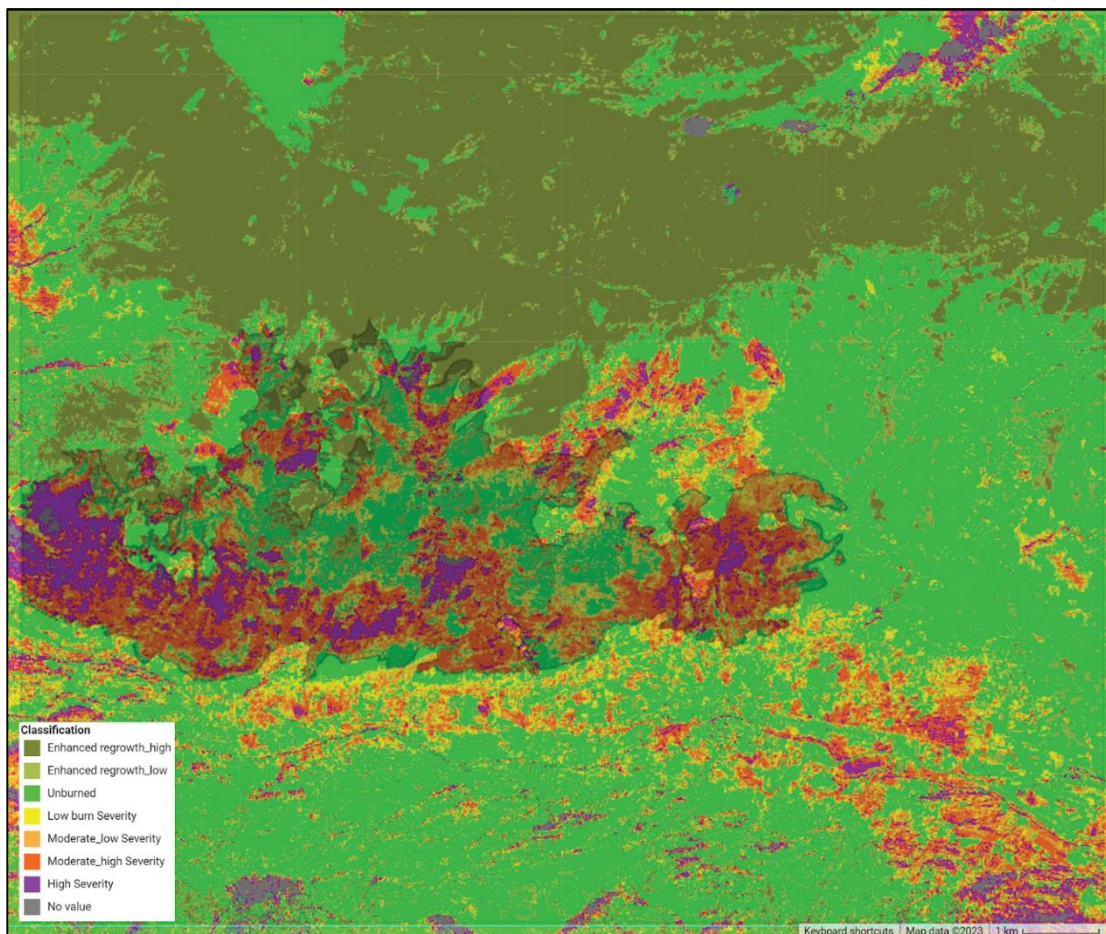 Classification
Enhanced regrowth_high
Enhanced regrowth_low
Unburned
Low burn Severity
Moderate_low Severity
Moderate_high Severity
High Severity
No value
Keyboard shortcuts Map data ©2023 1 km